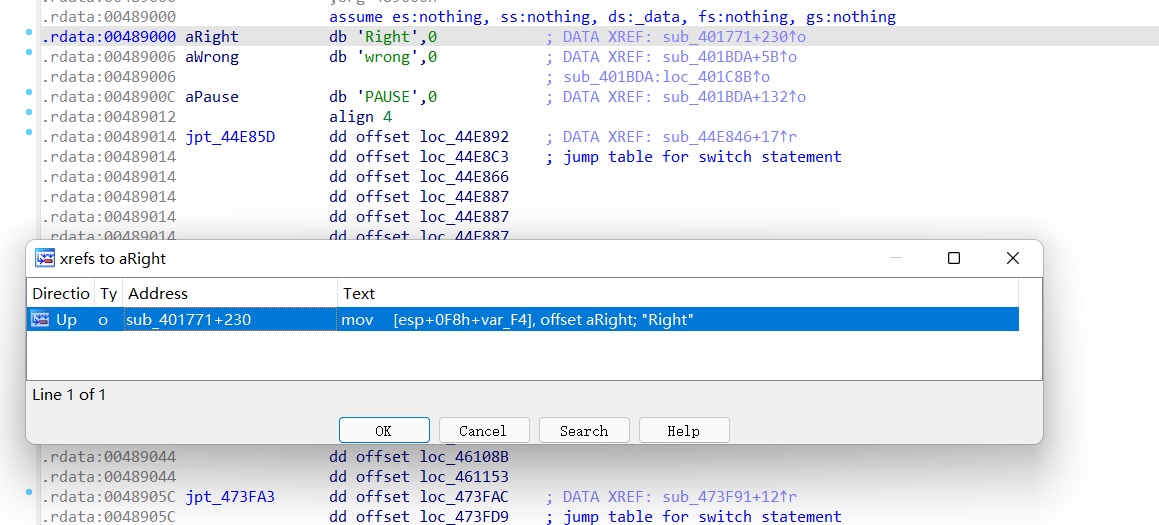 .rdata:00489000 assume es:nothing, ss:nothing, ds:_data, fs:nothing, gs:nothing
.rdata:00489000 aRight db 'Right',0 ; DATA XREF: sub_401771+230↑o
.rdata:00489006 aWrong db 'wrong',0 ; DATA XREF: sub_401BDA+5B↑o
.rdata:00489006 ; sub_401BDA:loc_401C8B↑o
.rdata:0048900C aPause db 'PAUSE',0 ; DATA XREF: sub_401BDA+132↑o
.rdata:00489012 align 4
.rdata:00489014 jpt_44E85D dd offset loc_44E892 ; DATA XREF: sub_44E846+17↑r
.rdata:00489014 dd offset loc_44E8C3 ; jump table for switch statement
.rdata:00489014 dd offset loc_44E866
.rdata:00489014 dd offset loc_44E887
.rdata:00489014 dd offset loc_44E887
.rdata:00489014 dd offset loc_44E887
xrefs to aRight
Directio Ty Address Text
Up o sub_401771+230 mov [esp+0F8h+var_F4], offset aRight; "Right"
Line 1 of 1
OK Cancel Search Help
.rdata:00489044 dd offset loc_46108B
.rdata:00489044 dd offset loc_461153
.rdata:0048905C jpt_473FA3 dd offset loc_473FAC ; DATA XREF: sub_473F91+12↑r
.rdata:0048905C dd offset loc_473FD9 ; jump table for switch statement